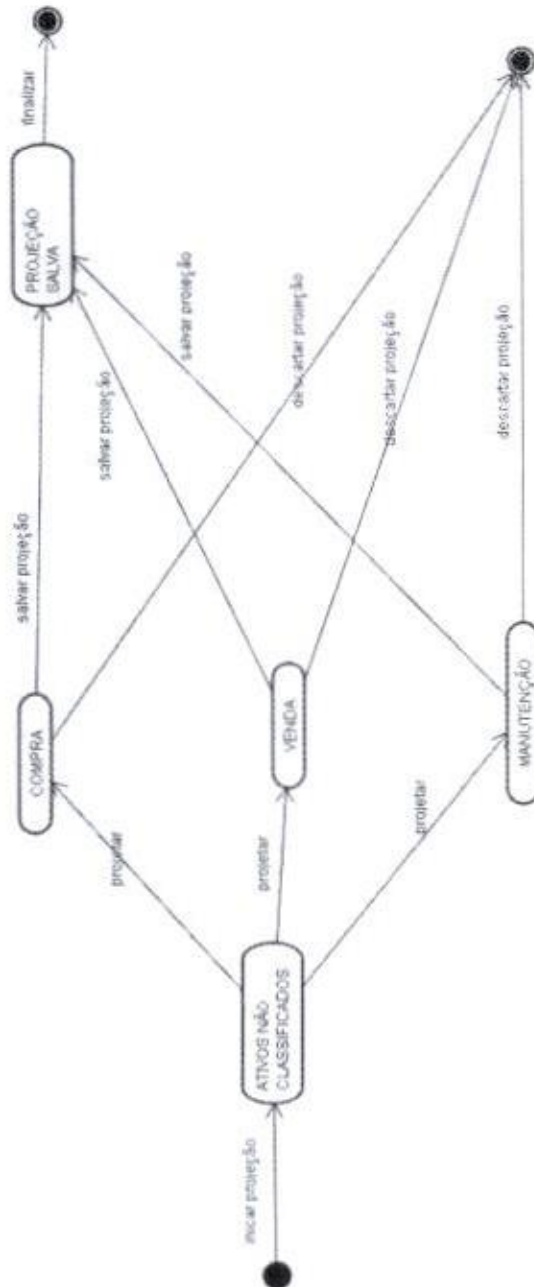 iniciar projeção
ATIVOS NÃO
CLASSIFICADOS
projetar
projetar
projetar
COMPRA
VENDA
MANUTENÇÃO
salvar projeção
salvar projeção
salvar projeção
descartar projeção
descartar projeção
descartar projeção
PROJEÇÃO
SALVA
finalizar